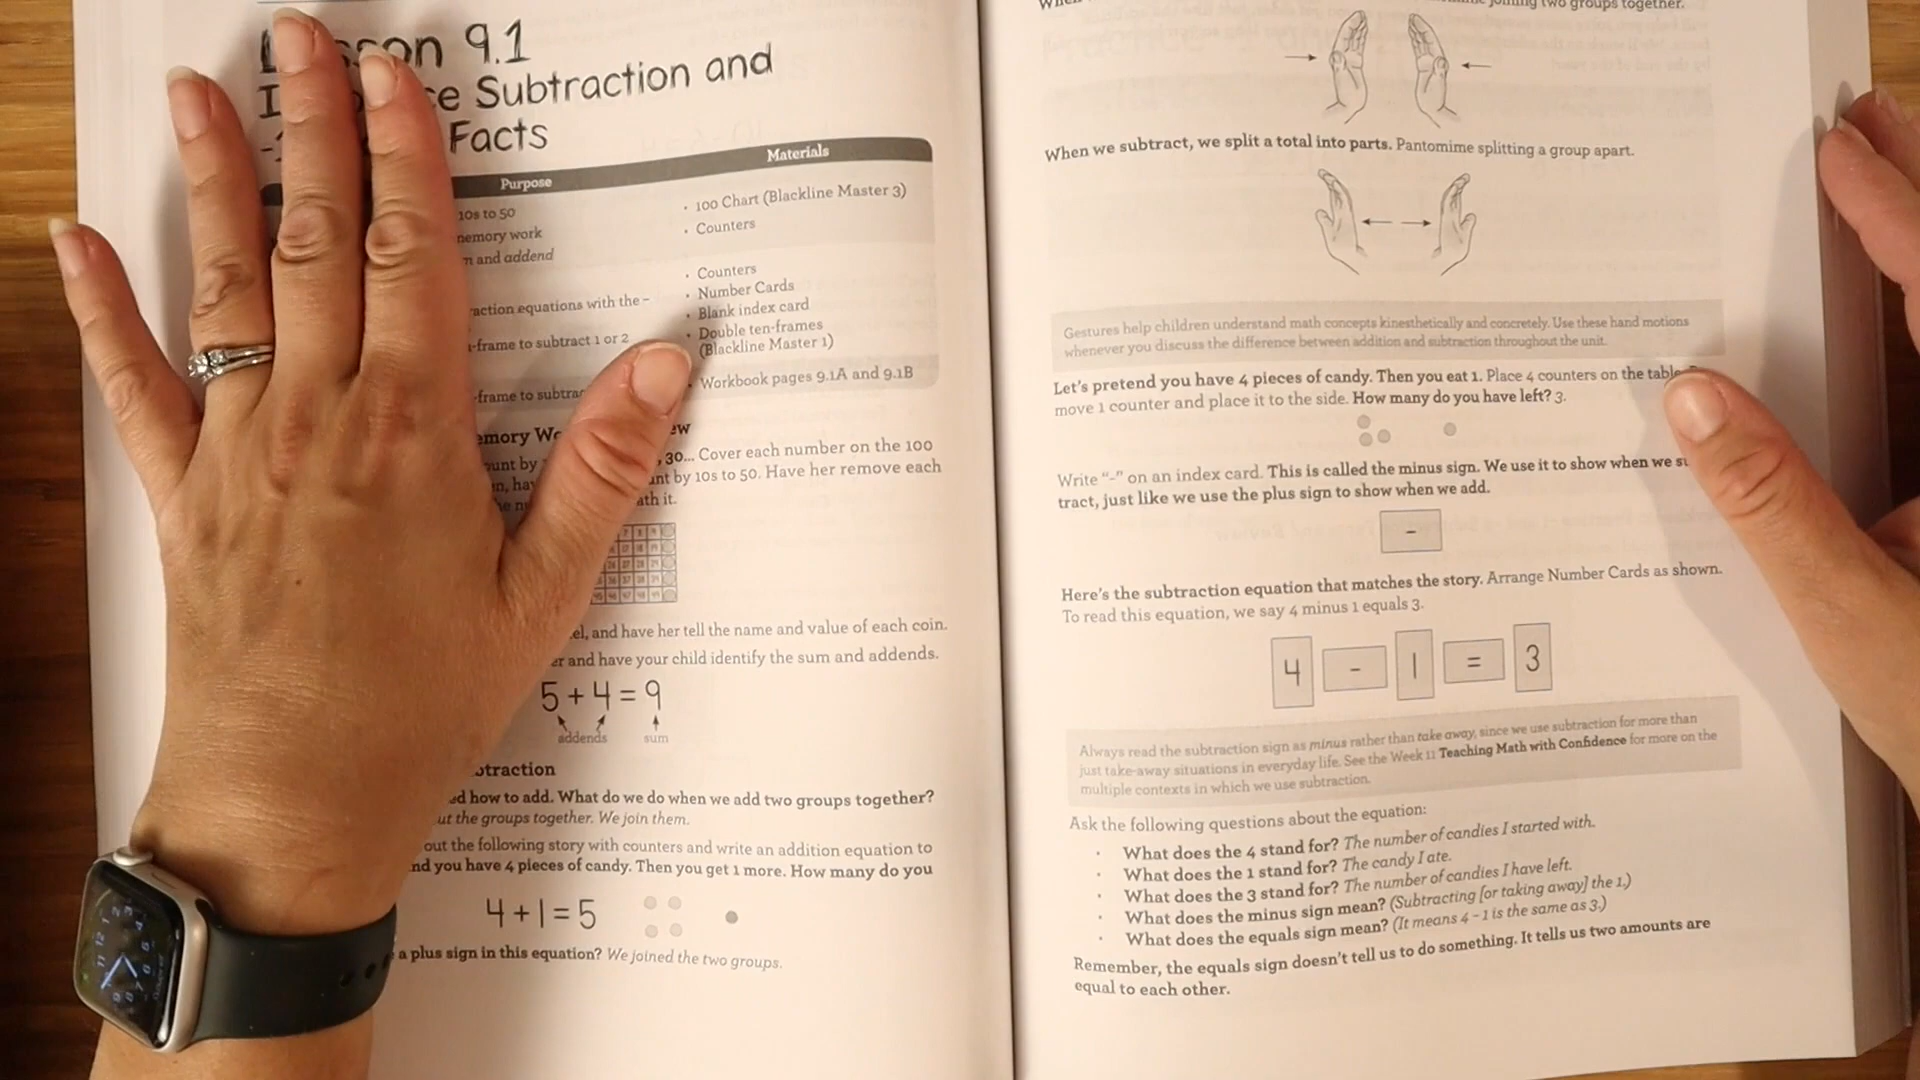 Lesson 9.1
Subtraction and
Facts
Purpose
Materials
10s to 50
memory work
and addend
• 100 Chart (Blackline Master 3)
• Counters
equations with the –
-frame to subtract 1 or 2
• Counters
• Number Cards
• Blank index card
• Double ten-frames
(Blackline Master 1)
-frame to
• Workbook pages 9.1A and 9.1B
, 30... Cover each number on the 100
by 10s to 50. Have her remove each
it.
and have her tell the name and value of each coin.
and have your child identify the sum and addends.
5 + 4 = 9
addends
sum
how to add. What do we do when we add two groups together?
the groups together. We join them.
out the following story with counters and write an addition equation to
you have 4 pieces of candy. Then you get 1 more. How many do you
4 + 1 = 5
a plus sign in this equation? We joined the two groups.
joining two groups together.
When we subtract, we split a total into parts. Pantomime splitting a group apart.
Gestures help children understand math concepts kinesthetically and concretely. Use these hand motions
whenever you discuss the difference between addition and subtraction throughout the unit.
Let's pretend you have 4 pieces of candy. Then you eat 1. Place 4 counters on the table.
move 1 counter and place it to the side. How many do you have left? 3.
Write “–” on an index card. This is called the minus sign. We use it to show when we
tract, just like we use the plus sign to show when we add.
–
Here's the subtraction equation that matches the story. Arrange Number Cards as shown.
To read this equation, we say 4 minus 1 equals 3.
4 – 1 = 3
Always read the subtraction sign as minus rather than take away, since we use subtraction for more than
just take-away situations in everyday life. See the Week 11 Teaching Math with Confidence for more on the
multiple contexts in which we use subtraction.
Ask the following questions about the equation:
• What does the 4 stand for? The number of candies I started with.
• What does the 1 stand for? The candy I ate.
• What does the 3 stand for? The number of candies I have left.
• What does the minus sign mean? (Subtracting [or taking away] the 1.)
• What does the equals sign mean? (It means 4 – 1 is the same as 3.)
Remember, the equals sign doesn't tell us to do something. It tells us two amounts are
equal to each other.